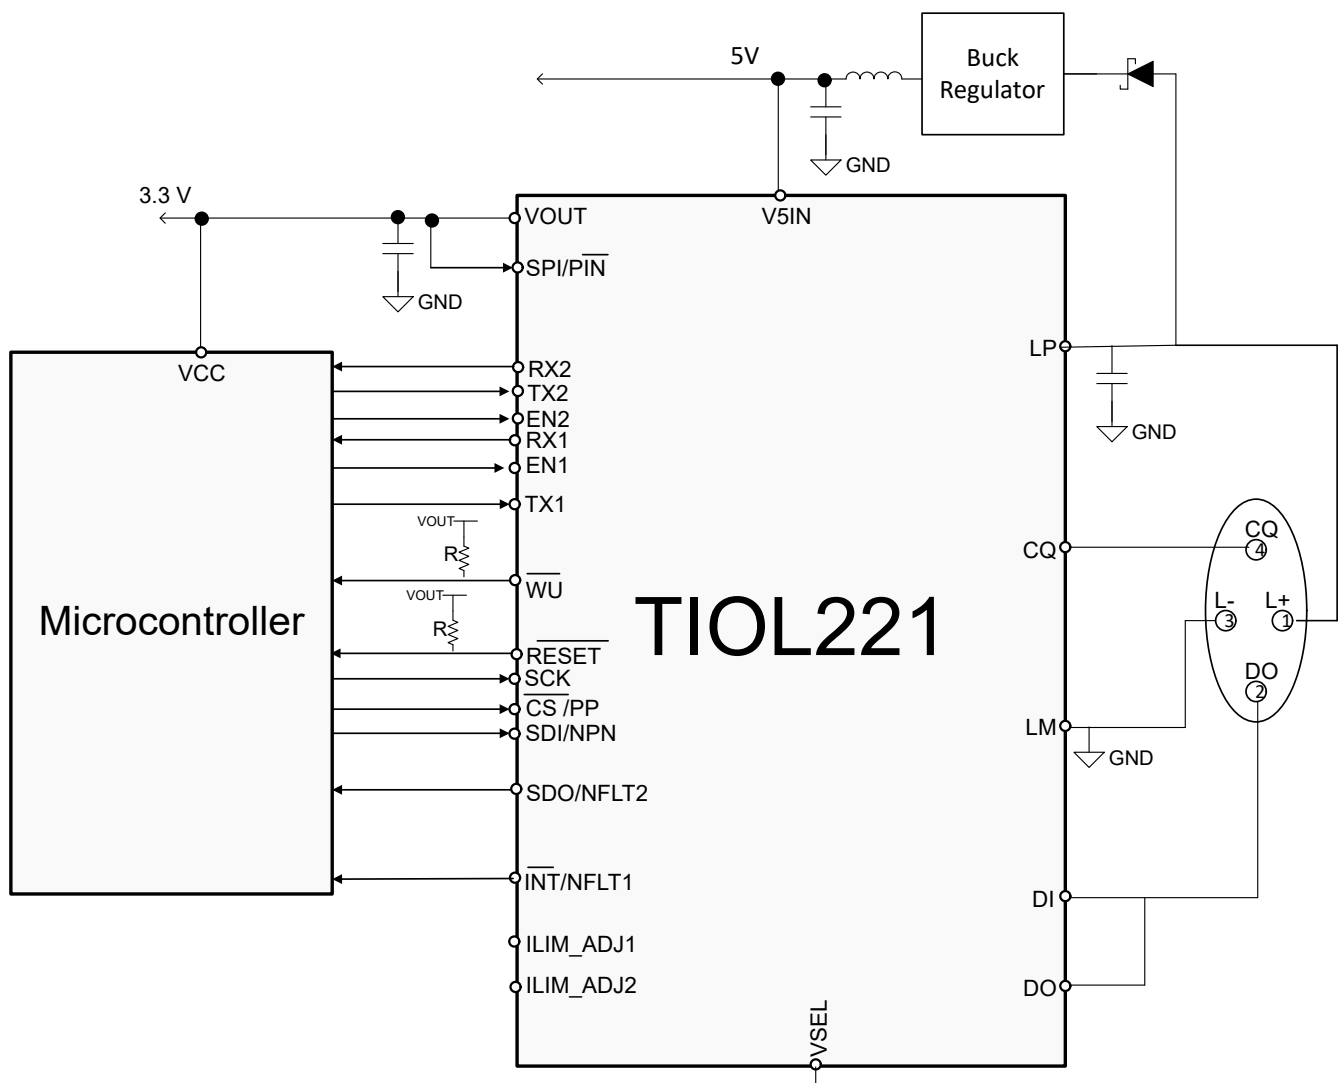 5V
Buck
Regulator
GND
3.3 V
VOUT
V5IN
SPI/PIN
GND
LP
VCC
RX2
TX2
EN2
RX1
EN1
TX1
GND
VOUT
R
CQ
CQ
4
WU
VOUT
R
Microcontroller
TIOL221
L-
L+
3
1
RESET
SCK
DO
2
CS /PP
SDI/NPN
LM
GND
SDO/NFLT2
INT/NFLT1
DI
ILIM_ADJ1
ILIM_ADJ2
DO
VSEL